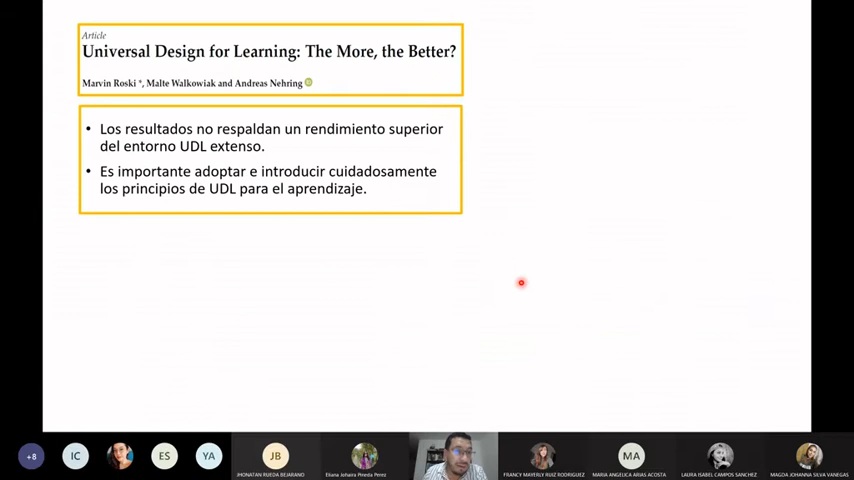 Article
Universal Design for Learning: The More, the Better?
Marvin Roski *, Malte Walkowiak and Andreas Nehring
• Los resultados no respaldan un rendimiento superior
del entorno UDL extenso.
• Es importante adoptar e introducir cuidadosamente
los principios de UDL para el aprendizaje.
+8
IC
ES
YA
JB
MA
JHONATAN RUEDA BEJARANO
Eliana Johaira Pineda Perez
FRANCY MAYERLY RUIZ RODRIGUEZ
MARIA ANGELICA ARIAS ACOSTA
LAURA ISABEL CAMPOS SANCHEZ
MAGDA JOHANNA SILVA VANEGAS